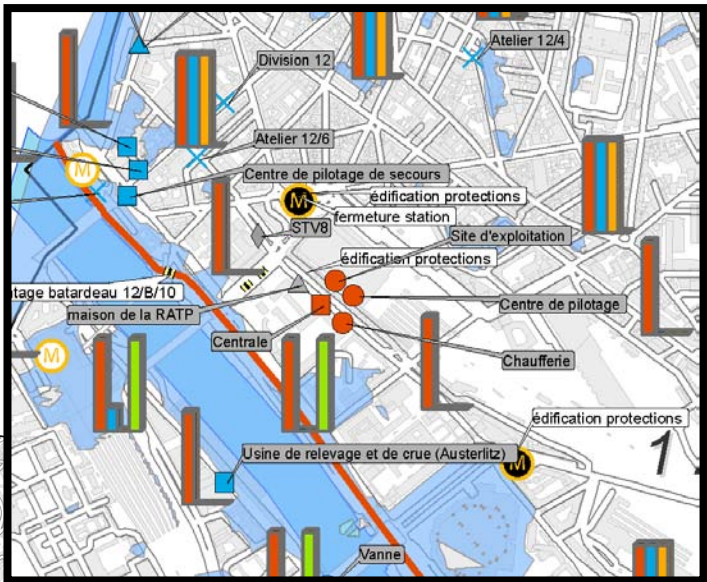 Atelier 12/4
Division 12
Atelier 12/6
Centre de pilotage de secours
M
M
édification protections
fermeture station
STV8
Site d'exploitation
édification protections
ntage batardeau 12/B/10
Centre de pilotage
maison de la RATP
Centrale
M
Chaufferie
édification protections
1
Usine de relevage et de crue (Austerlitz)
M
Vanne